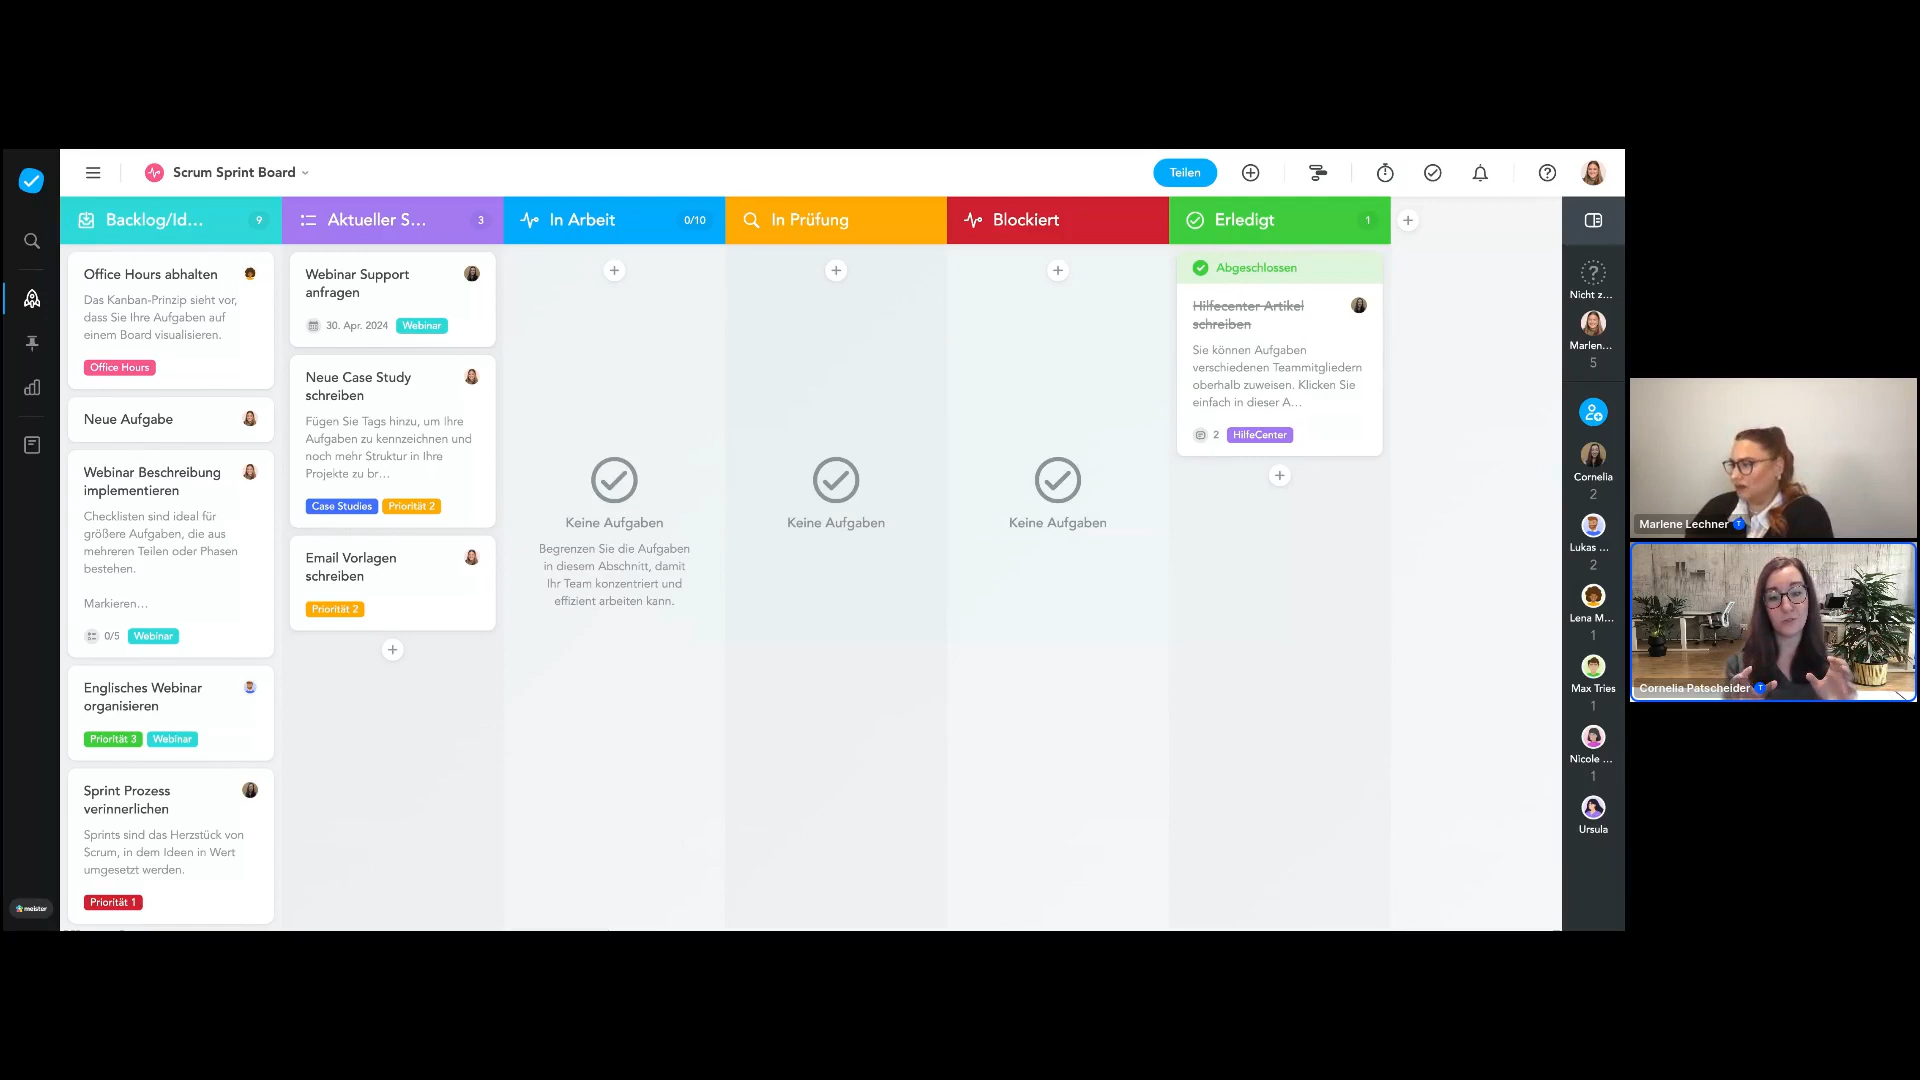 Scrum Sprint Board
Teilen
Backlog/Id...
9
Aktueller S...
3
In Arbeit
0/10
In Prüfung
Blockiert
Erledigt
1
Office Hours abhalten
Das Kanban-Prinzip sieht vor,
dass Sie Ihre Aufgaben auf
einem Board visualisieren.
Office Hours
Neue Aufgabe
Webinar Beschreibung
implementieren
Checklisten sind ideal für
größere Aufgaben, die aus
mehreren Teilen oder Phasen
bestehen.
Markieren...
0/5
Webinar
Englisches Webinar
organisieren
Priorität 3
Webinar
Sprint Prozess
verinnerlichen
Sprints sind das Herzstück von
Scrum, in dem Ideen in Wert
umgesetzt werden.
Priorität 1
Webinar Support
anfragen
30. Apr. 2024
Webinar
Neue Case Study
schreiben
Fügen Sie Tags hinzu, um Ihre
Aufgaben zu kennzeichnen und
noch mehr Struktur in Ihre
Projekte zu br...
Case Studies
Priorität 2
Email Vorlagen
schreiben
Priorität 2
Keine Aufgaben
Begrenzen Sie die Aufgaben
in diesem Abschnitt, damit
Ihr Team konzentriert und
effizient arbeiten kann.
Keine Aufgaben
Keine Aufgaben
Abgeschlossen
Hilfecenter Artikel
schreiben
Sie können Aufgaben
verschiedenen Teammitgliedern
oberhalb zuweisen. Klicken Sie
einfach in dieser A...
2
HilfeCenter
Nicht z...
Marlen...
5
Cornelia
2
Lukas ...
2
Lena M...
1
Max Tries
1
Nicole ...
1
Ursula
meister
Marlene Lechner
T
Cornelia Patscheider
T